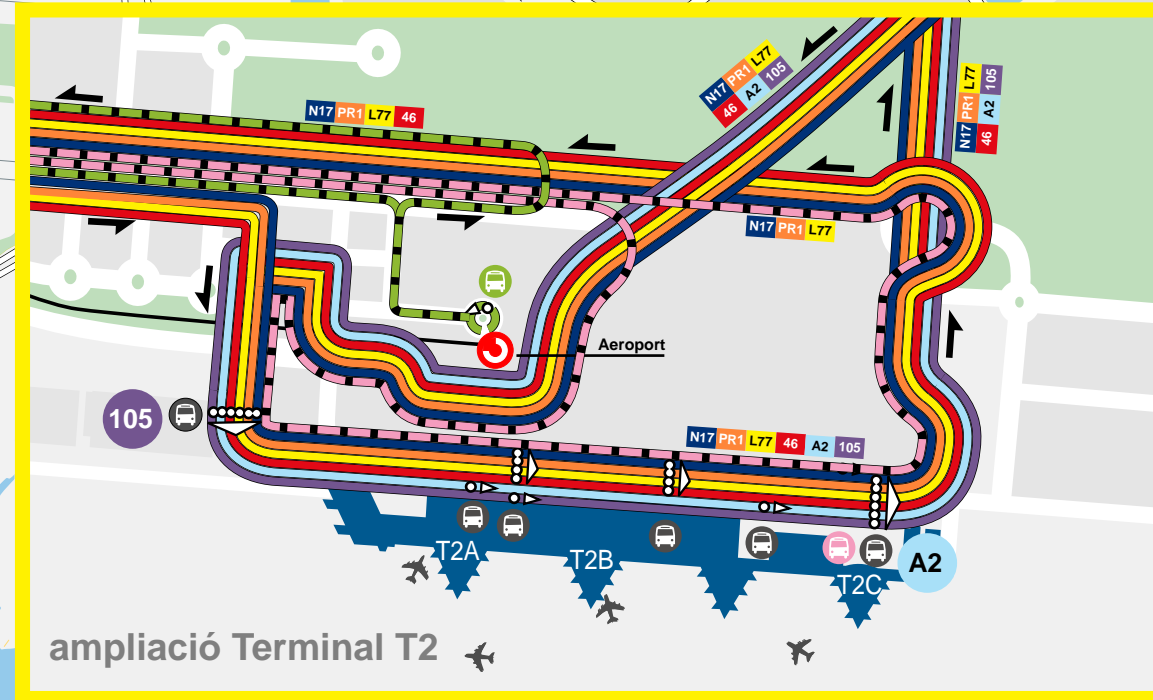 N17 PR1 L77 46
N17 PR1 L77
46 A2 105
N17 PR1 L77
46 A2 105
N17 PR1 L77
Aeroport
105
N17 PR1 L77 46 A2 105
T2A
T2B
T2C
A2
ampliació Terminal T2